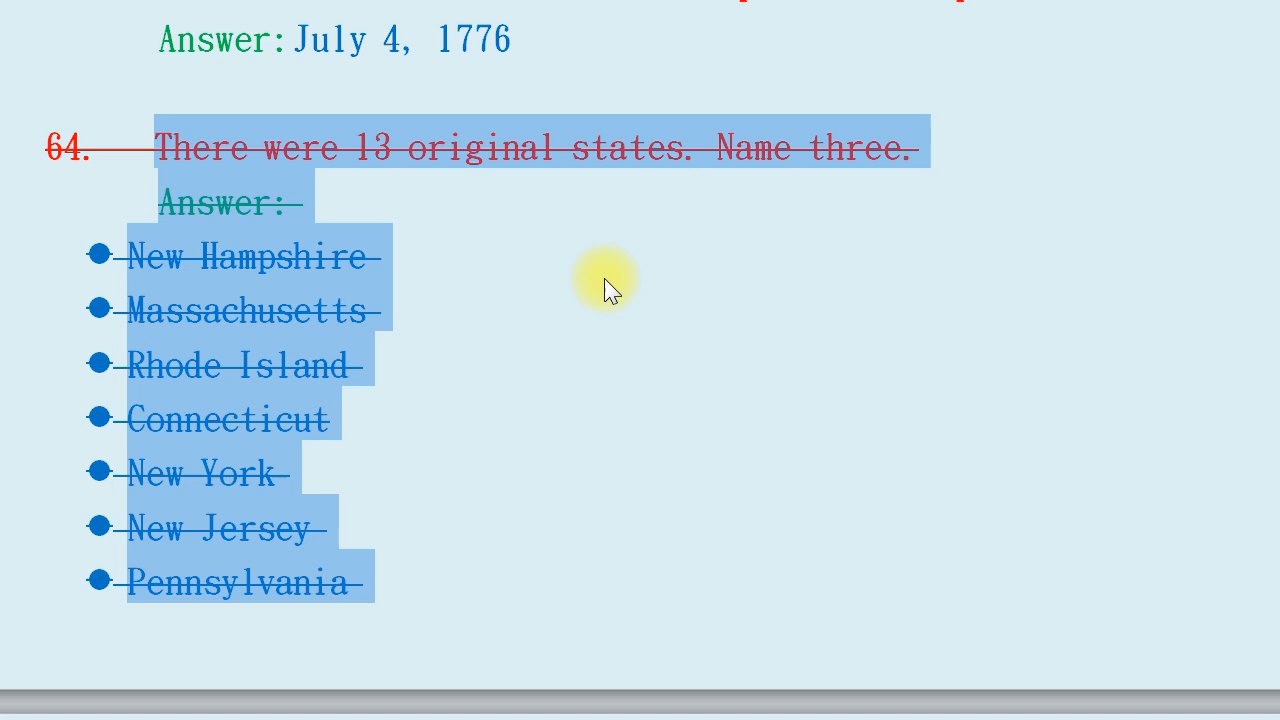 Answer: July 4, 1776
64. There were 13 original states. Name three.
Answer:
● New Hampshire
● Massachusetts
● Rhode Island
● Connecticut
● New York
● New Jersey
● Pennsylvania